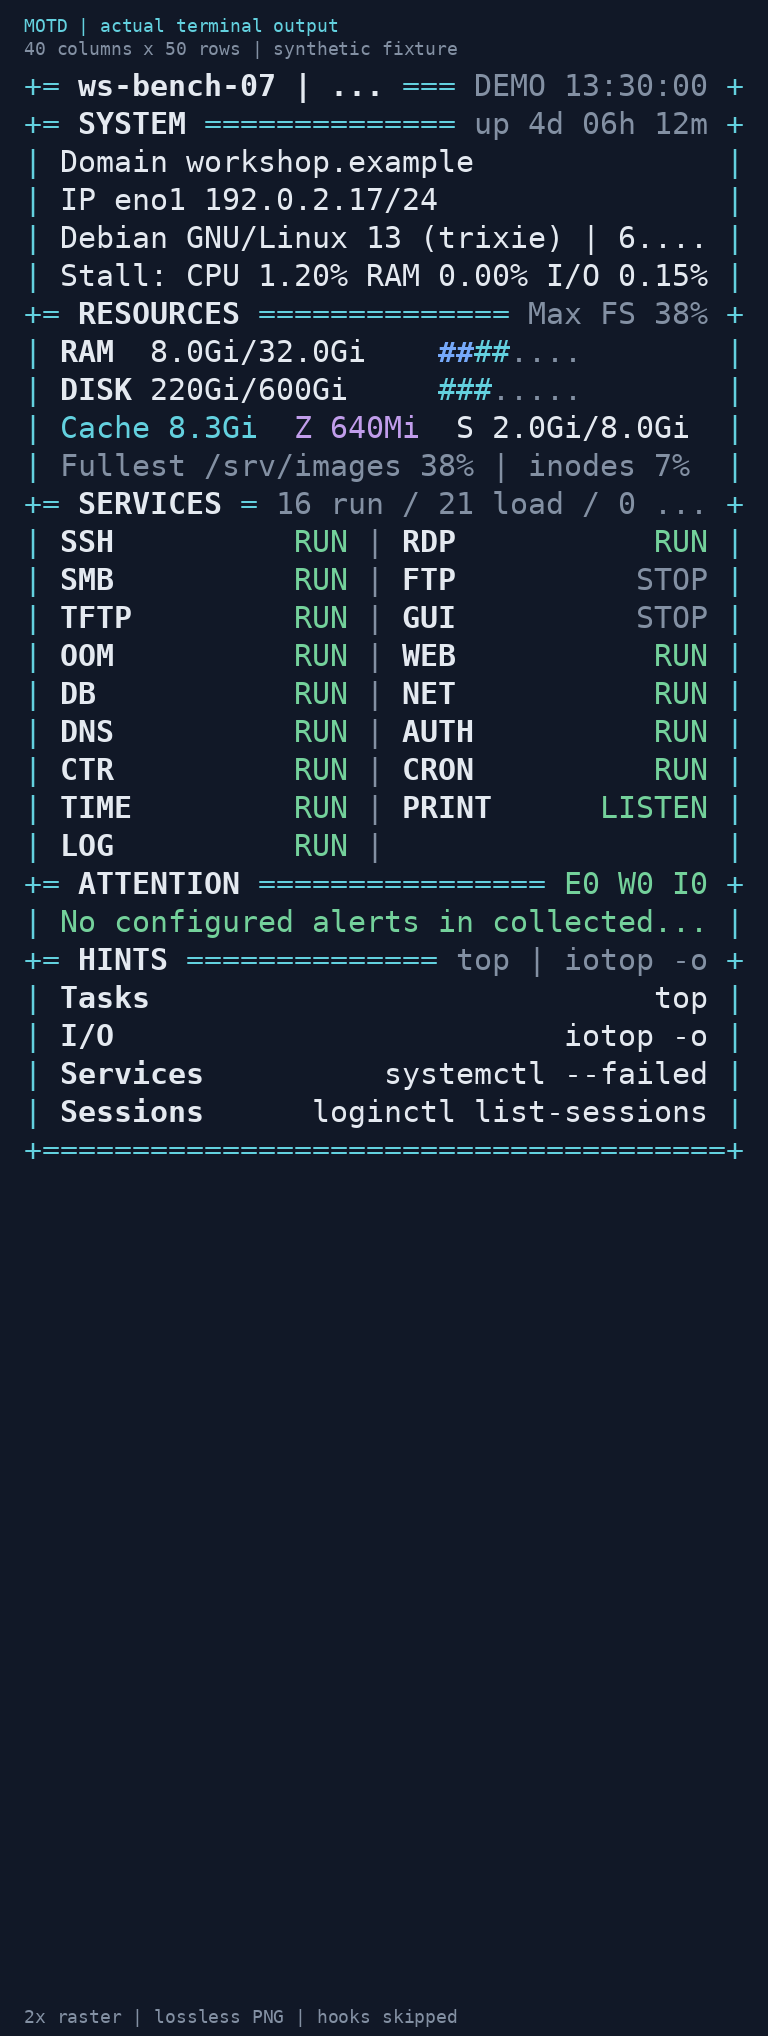 MOTD | actual terminal output
40 columns x 50 rows | synthetic fixture
+= ws-bench-07 | ... === DEMO 13:30:00 +
+= SYSTEM ============== up 4d 06h 12m +
| Domain workshop.example              |
| IP eno1 192.0.2.17/24                |
| Debian GNU/Linux 13 (trixie) | 6.... |
| Stall: CPU 1.20% RAM 0.00% I/O 0.15% |
+= RESOURCES ============== Max FS 38% +
| RAM  8.0Gi/32.0Gi    ####....        |
| DISK 220Gi/600Gi     ###.....        |
| Cache 8.3Gi  Z 640Mi  S 2.0Gi/8.0Gi  |
| Fullest /srv/images 38% | inodes 7%  |
+= SERVICES = 16 run / 21 load / 0 ... +
| SSH          RUN | RDP           RUN |
| SMB          RUN | FTP          STOP |
| TFTP         RUN | GUI          STOP |
| OOM          RUN | WEB           RUN |
| DB           RUN | NET           RUN |
| DNS          RUN | AUTH          RUN |
| CTR          RUN | CRON          RUN |
| TIME         RUN | PRINT      LISTEN |
| LOG          RUN |                   |
+= ATTENTION ================ E0 W0 I0 +
| No configured alerts in collected... |
+= HINTS ============== top | iotop -o +
| Tasks                            top |
| I/O                         iotop -o |
| Services          systemctl --failed |
| Sessions      loginctl list-sessions |
+======================================+
2x raster | lossless PNG | hooks skipped